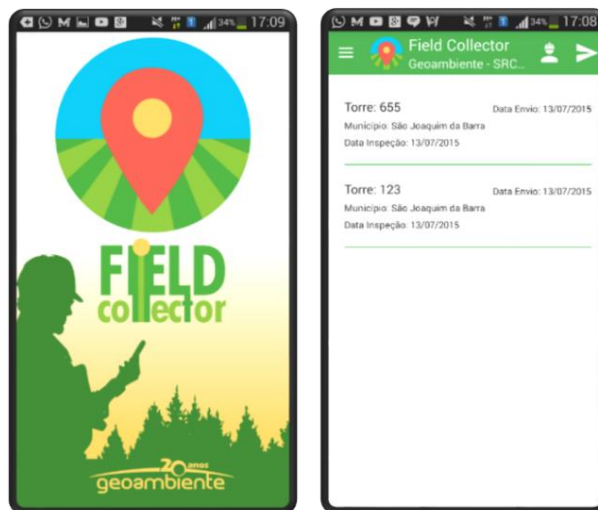 34% 17:09
FIELD
collector
20 anos
geoambiente
34% 17:08
Field Collector
Geoambiente - SRC...
Torre: 655
Data Envio: 13/07/2015
Município: São Joaquim da Barra
Data Inspeção: 13/07/2015
Torre: 123
Data Envio: 13/07/2015
Município: São Joaquim da Barra
Data Inspeção: 13/07/2015